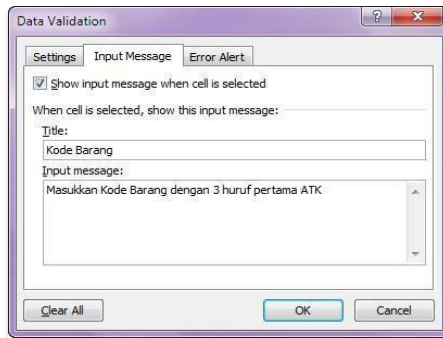 Data Validation
Settings Input Message Error Alert
Show input message when cell is selected
When cell is selected, show this input message:
Title:
Kode Barang
Input message:
Masukkan Kode Barang dengan 3 huruf pertama ATK
Clear All OK Cancel